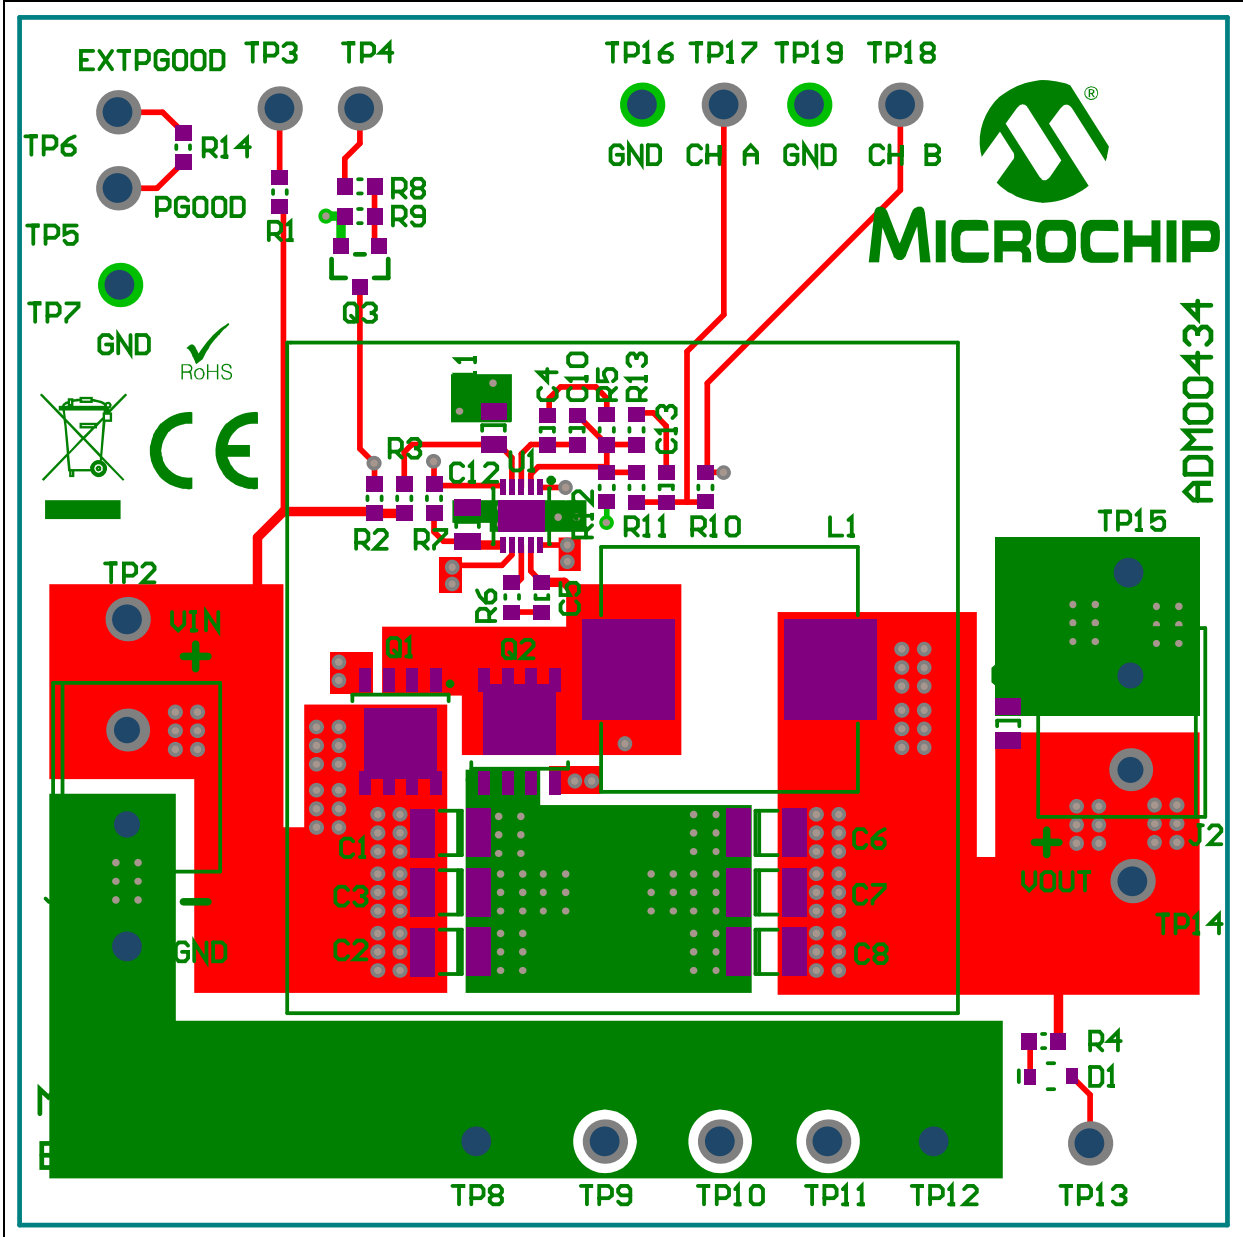 EXTPGOOD TP3 TP4 TP16 TP17 TP19 TP18
®
TP6 R14 GND CH A GND CH B
R8
PGOOD R9
TP5 R1 MICROCHIP
TP7 Q3
GND
RoHS
ADM00434
C4 C10 R5 R13
R3 C13
U1
C12
R2 R7 R12 R11 R10 L1 TP15
TP2
R6 C5
VIN
+
Q1 Q2
C1 C6 + J2
C3 C7 VOUT
-
TP14
GND C2 C8
R4
D1
TP8 TP9 TP10 TP11 TP12 TP13